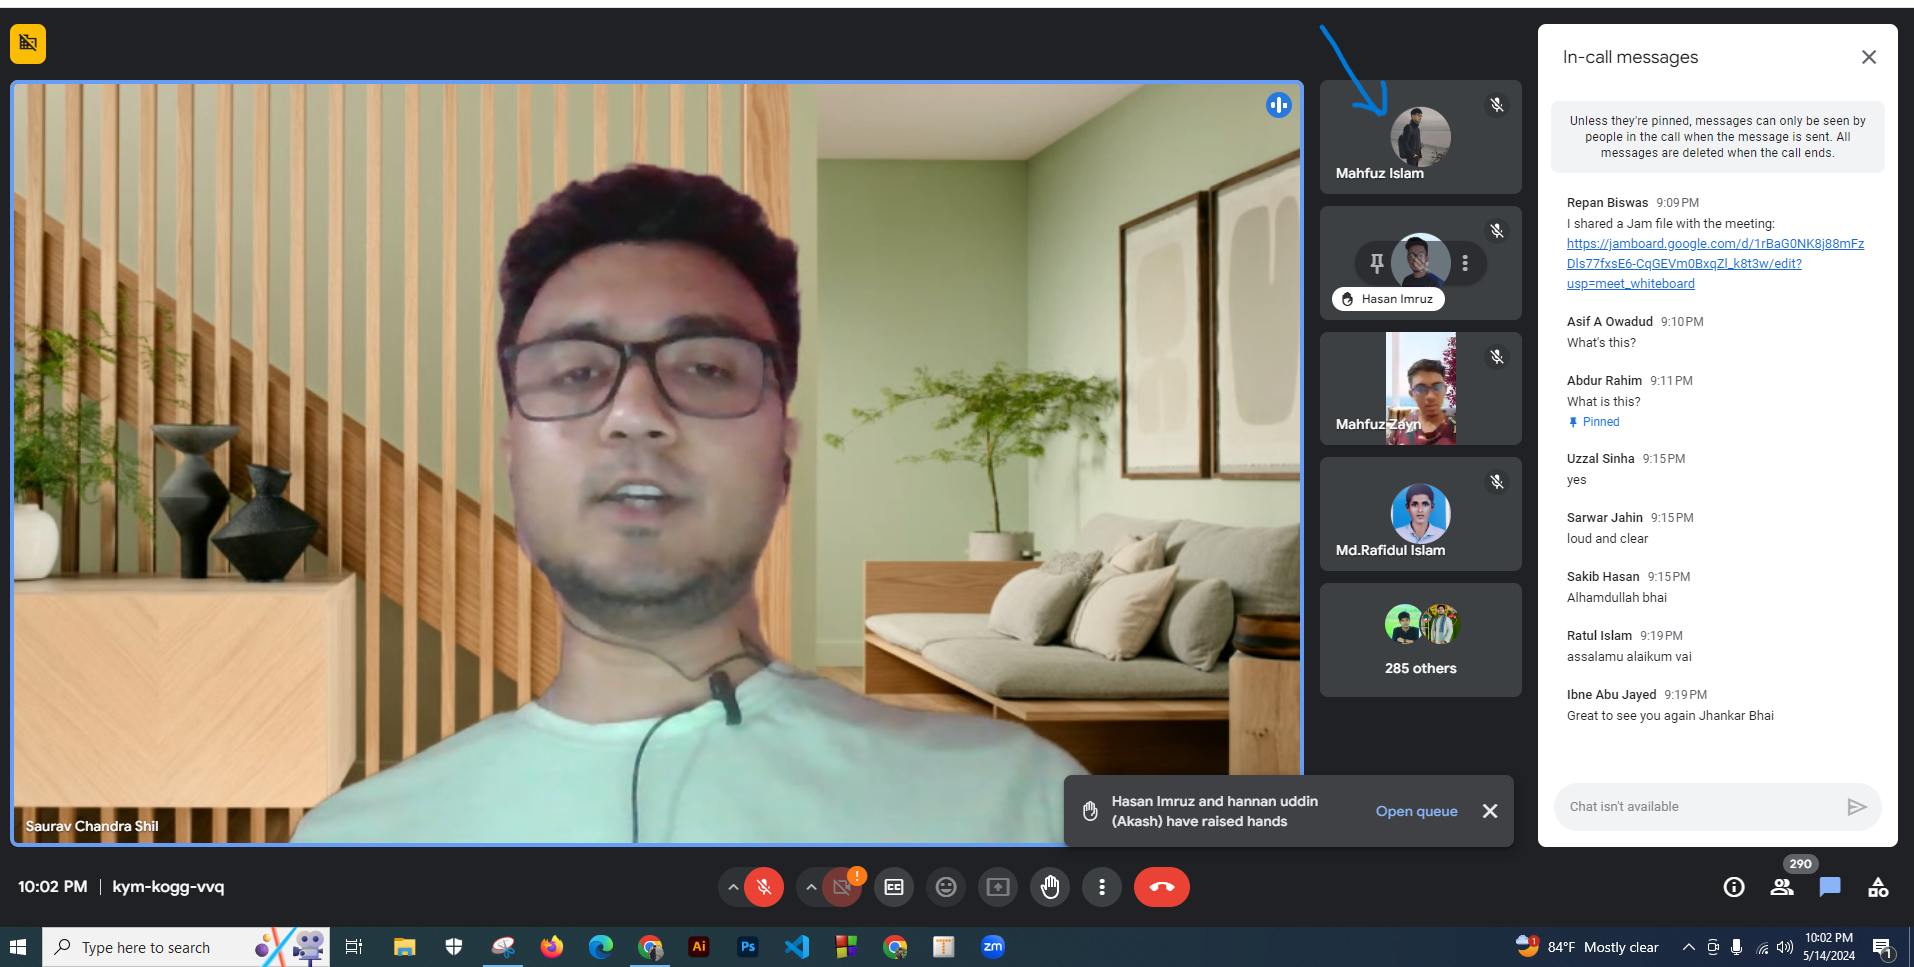 In-call messages
Unless they're pinned, messages can only be seen by
people in the call when the message is sent. All
messages are deleted when the call ends.
Repan Biswas 9:09 PM
I shared a Jam file with the meeting:
https://jamboard.google.com/d/1rBaG0NK8j88mFz
Dls77fxsE6-CqGEVm0BxqZl_k8t3w/edit?
usp=meet_whiteboard
Asif A Owadud 9:10 PM
What's this?
Abdur Rahim 9:11 PM
What is this?
Pinned
Uzzal Sinha 9:15 PM
yes
Sarwar Jahin 9:15 PM
loud and clear
Sakib Hasan 9:15 PM
Alhamdullah bhai
Ratul Islam 9:19 PM
assalamu alaikum vai
Ibne Abu Jayed 9:19 PM
Great to see you again Jhankar Bhai
Chat isn't available
Mahfuz Islam
Hasan Imruz
Mahfuz Zayn
Md.Rafidul Islam
285 others
Saurav Chandra Shil
Hasan Imruz and hannan uddin
(Akash) have raised hands
Open queue
10:02 PM | kym-kogg-vvq
290
Type here to search
Ai
Ps
T
zm
1
84°F Mostly clear
10:02 PM
5/14/2024
1